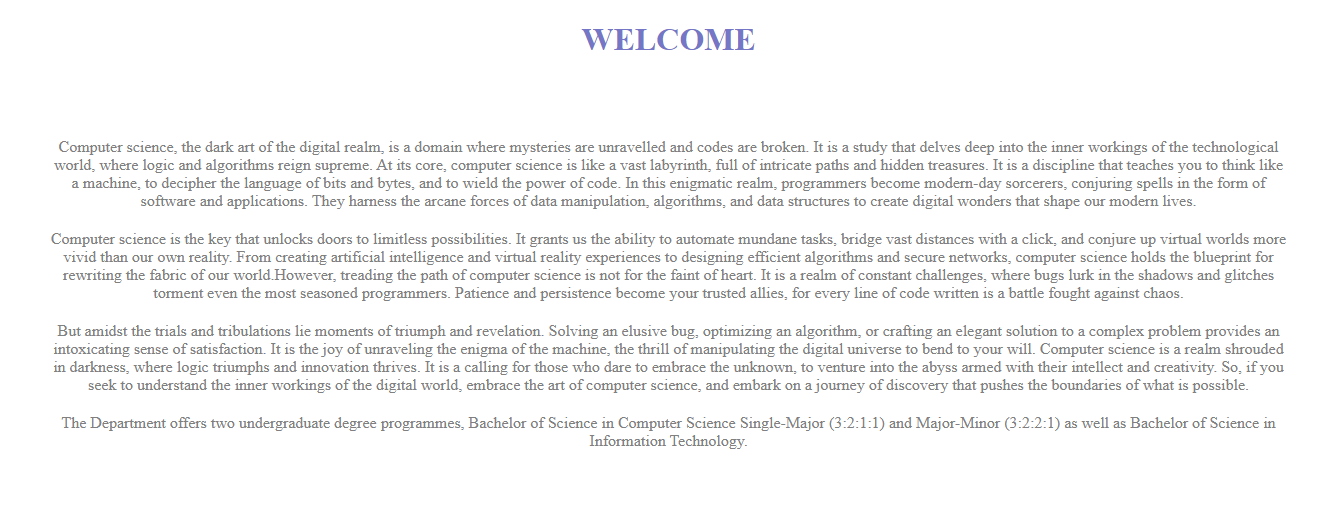 WELCOME
Computer science, the dark art of the digital realm, is a domain where mysteries are unravelled and codes are broken. It is a study that delves deep into the inner workings of the technological
world, where logic and algorithms reign supreme. At its core, computer science is like a vast labyrinth, full of intricate paths and hidden treasures. It is a discipline that teaches you to think like
a machine, to decipher the language of bits and bytes, and to wield the power of code. In this enigmatic realm, programmers become modern-day sorcerers, conjuring spells in the form of
software and applications. They harness the arcane forces of data manipulation, algorithms, and data structures to create digital wonders that shape our modern lives.
Computer science is the key that unlocks doors to limitless possibilities. It grants us the ability to automate mundane tasks, bridge vast distances with a click, and conjure up virtual worlds more
vivid than our own reality. From creating artificial intelligence and virtual reality experiences to designing efficient algorithms and secure networks, computer science holds the blueprint for
rewriting the fabric of our world.However, treading the path of computer science is not for the faint of heart. It is a realm of constant challenges, where bugs lurk in the shadows and glitches
torment even the most seasoned programmers. Patience and persistence become your trusted allies, for every line of code written is a battle fought against chaos.
But amidst the trials and tribulations lie moments of triumph and revelation. Solving an elusive bug, optimizing an algorithm, or crafting an elegant solution to a complex problem provides an
intoxicating sense of satisfaction. It is the joy of unraveling the enigma of the machine, the thrill of manipulating the digital universe to bend to your will. Computer science is a realm shrouded
in darkness, where logic triumphs and innovation thrives. It is a calling for those who dare to embrace the unknown, to venture into the abyss armed with their intellect and creativity. So, if you
seek to understand the inner workings of the digital world, embrace the art of computer science, and embark on a journey of discovery that pushes the boundaries of what is possible.
The Department offers two undergraduate degree programmes, Bachelor of Science in Computer Science Single-Major (3:2:1:1) and Major-Minor (3:2:2:1) as well as Bachelor of Science in
Information Technology.